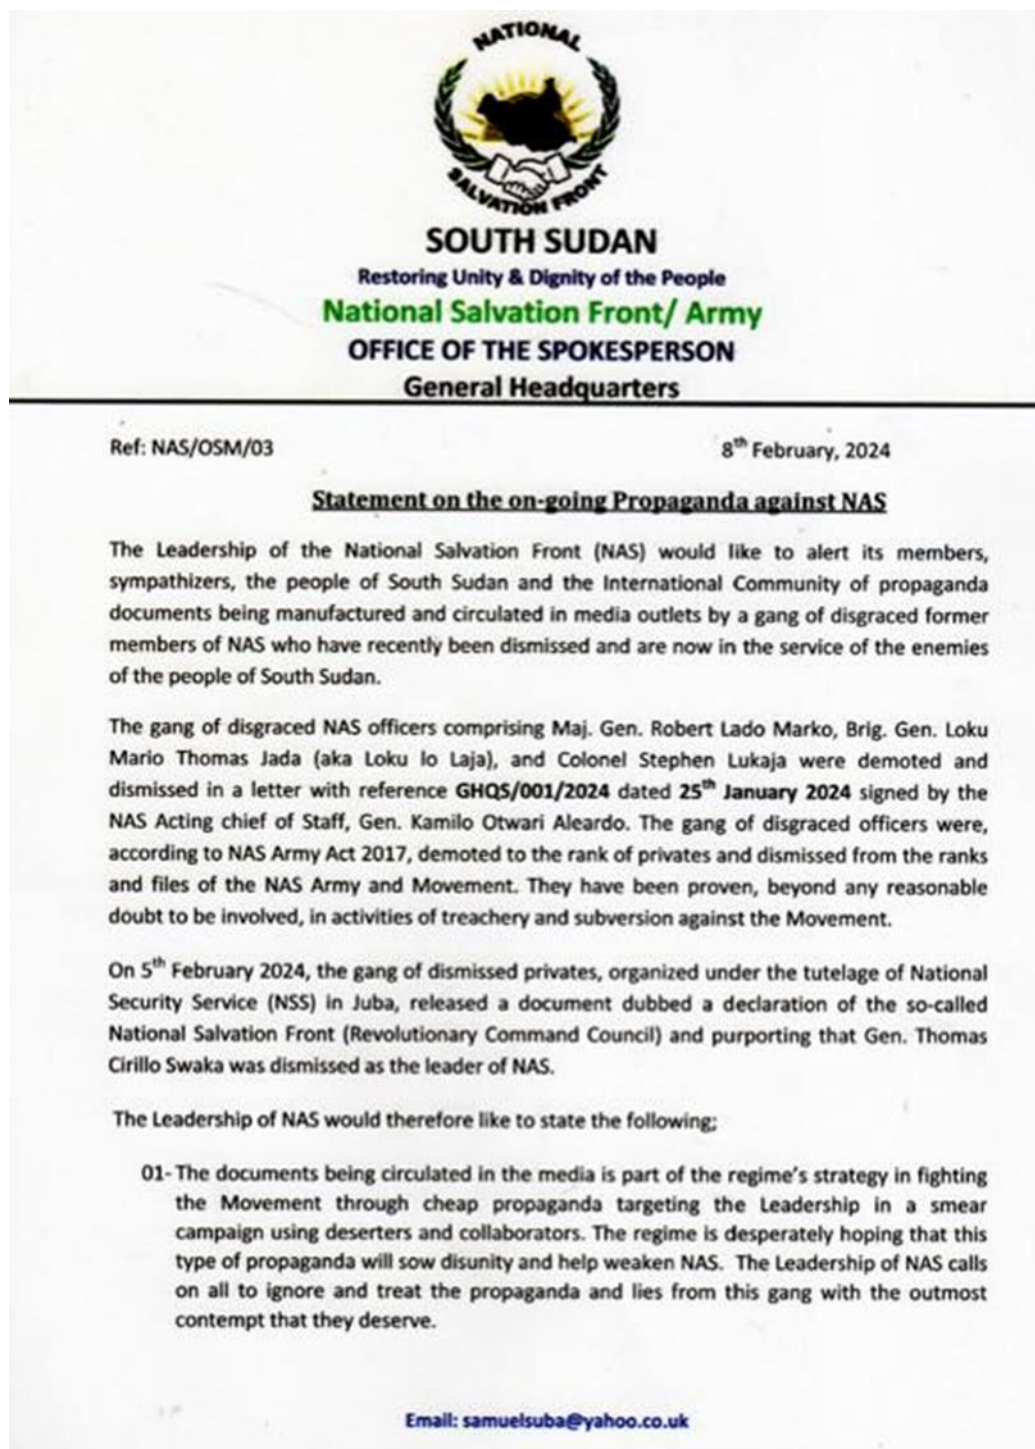 NATIONAL
SALVATION FRONT
SOUTH SUDAN
Restoring Unity & Dignity of the People
National Salvation Front/ Army
OFFICE OF THE SPOKESPERSON
General Headquarters
Ref: NAS/OSM/03 8th February, 2024
Statement on the on-going Propaganda against NAS
The Leadership of the National Salvation Front (NAS) would like to alert its members,
sympathizers, the people of South Sudan and the International Community of propaganda
documents being manufactured and circulated in media outlets by a gang of disgraced former
members of NAS who have recently been dismissed and are now in the service of the enemies
of the people of South Sudan.
The gang of disgraced NAS officers comprising Maj. Gen. Robert Lado Marko, Brig. Gen. Loku
Mario Thomas Jada (aka Loku lo Laja), and Colonel Stephen Lukaja were demoted and
dismissed in a letter with reference GHQS/001/2024 dated 25th January 2024 signed by the
NAS Acting chief of Staff, Gen. Kamilo Otwari Aleardo. The gang of disgraced officers were,
according to NAS Army Act 2017, demoted to the rank of privates and dismissed from the ranks
and files of the NAS Army and Movement. They have been proven, beyond any reasonable
doubt to be involved, in activities of treachery and subversion against the Movement.
On 5th February 2024, the gang of dismissed privates, organized under the tutelage of National
Security Service (NSS) in Juba, released a document dubbed a declaration of the so-called
National Salvation Front (Revolutionary Command Council) and purporting that Gen. Thomas
Cirillo Swaka was dismissed as the leader of NAS.
The Leadership of NAS would therefore like to state the following;
01- The documents being circulated in the media is part of the regime's strategy in fighting
the Movement through cheap propaganda targeting the Leadership in a smear
campaign using deserters and collaborators. The regime is desperately hoping that this
type of propaganda will sow disunity and help weaken NAS. The Leadership of NAS calls
on all to ignore and treat the propaganda and lies from this gang with the outmost
contempt that they deserve.
Email: samuelsuba@yahoo.co.uk